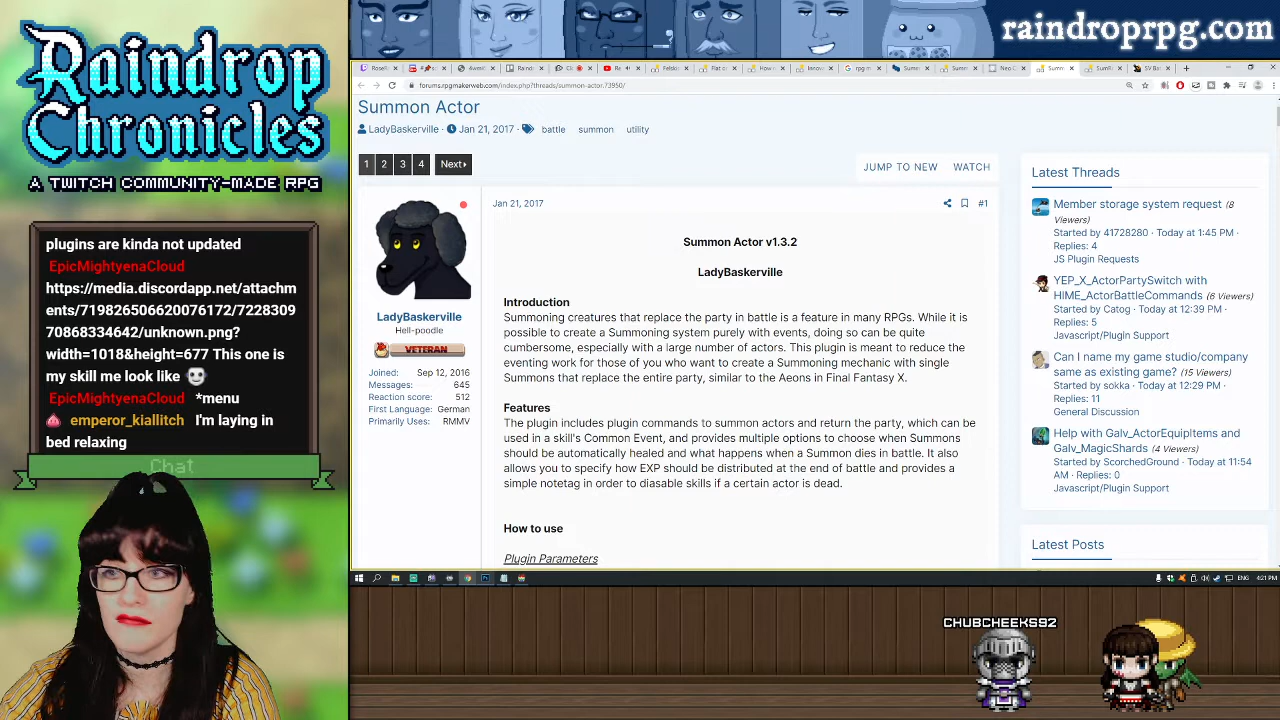 Raindrop
Chronicles
A TWITCH COMMUNITY-MADE RPG
plugins are kinda not updated
EpicMightyenaCloud
https://media.discordapp.net/attachm
ents/719826506620076172/7228309
70868334642/unknown.png?
width=1018&height=677 This one is
my skill me look like
EpicMightyenaCloud *menu
emperor_kiallitch I'm laying in
bed relaxing
Chat
raindroprpg.com
forums.rpgmakerweb.com/index.php?threads/summon-actor.73950/
Summon Actor
LadyBaskerville Jan 21, 2017 battle summon utility
1 2 3 4 Next
JUMP TO NEW WATCH
Jan 21, 2017 #1
LadyBaskerville
Hell-poodle
VETERAN
Joined: Sep 12, 2016
Messages: 645
Reaction score: 512
First Language: German
Primarily Uses: RMMV
Summon Actor v1.3.2
LadyBaskerville
Introduction
Summoning creatures that replace the party in battle is a feature in many RPGs. While it is
possible to create a Summoning system purely with events, doing so can be quite
cumbersome, especially with a large number of actors. This plugin is meant to reduce the
eventing work for those of you who want to create a Summoning mechanic with single
Summons that replace the entire party, similar to the Aeons in Final Fantasy X.
Features
The plugin includes plugin commands to summon actors and return the party, which can be
used in a skill's Common Event, and provides multiple options to choose when Summons
should be automatically healed and what happens when a Summon dies in battle. It also
allows you to specify how EXP should be distributed at the end of battle and provides a
simple notetag in order to diasable skills if a certain actor is dead.
How to use
Plugin Parameters
Latest Threads
Member storage system request (8
Viewers)
Started by 41728280 · Today at 1:45 PM ·
Replies: 4
JS Plugin Requests
YEP_X_ActorPartySwitch with
HIME_ActorBattleCommands (6 Viewers)
Started by Catog · Today at 12:39 PM ·
Replies: 5
Javascript/Plugin Support
Can I name my game studio/company
same as existing game? (15 Viewers)
Started by sokka · Today at 12:29 PM ·
Replies: 11
General Discussion
Help with Galv_ActorEquipItems and
Galv_MagicShards (4 Viewers)
Started by ScorchedGround · Today at 11:54
AM · Replies: 0
Javascript/Plugin Support
Latest Posts
ENG 4:21 PM
CHUBCHEEKS92